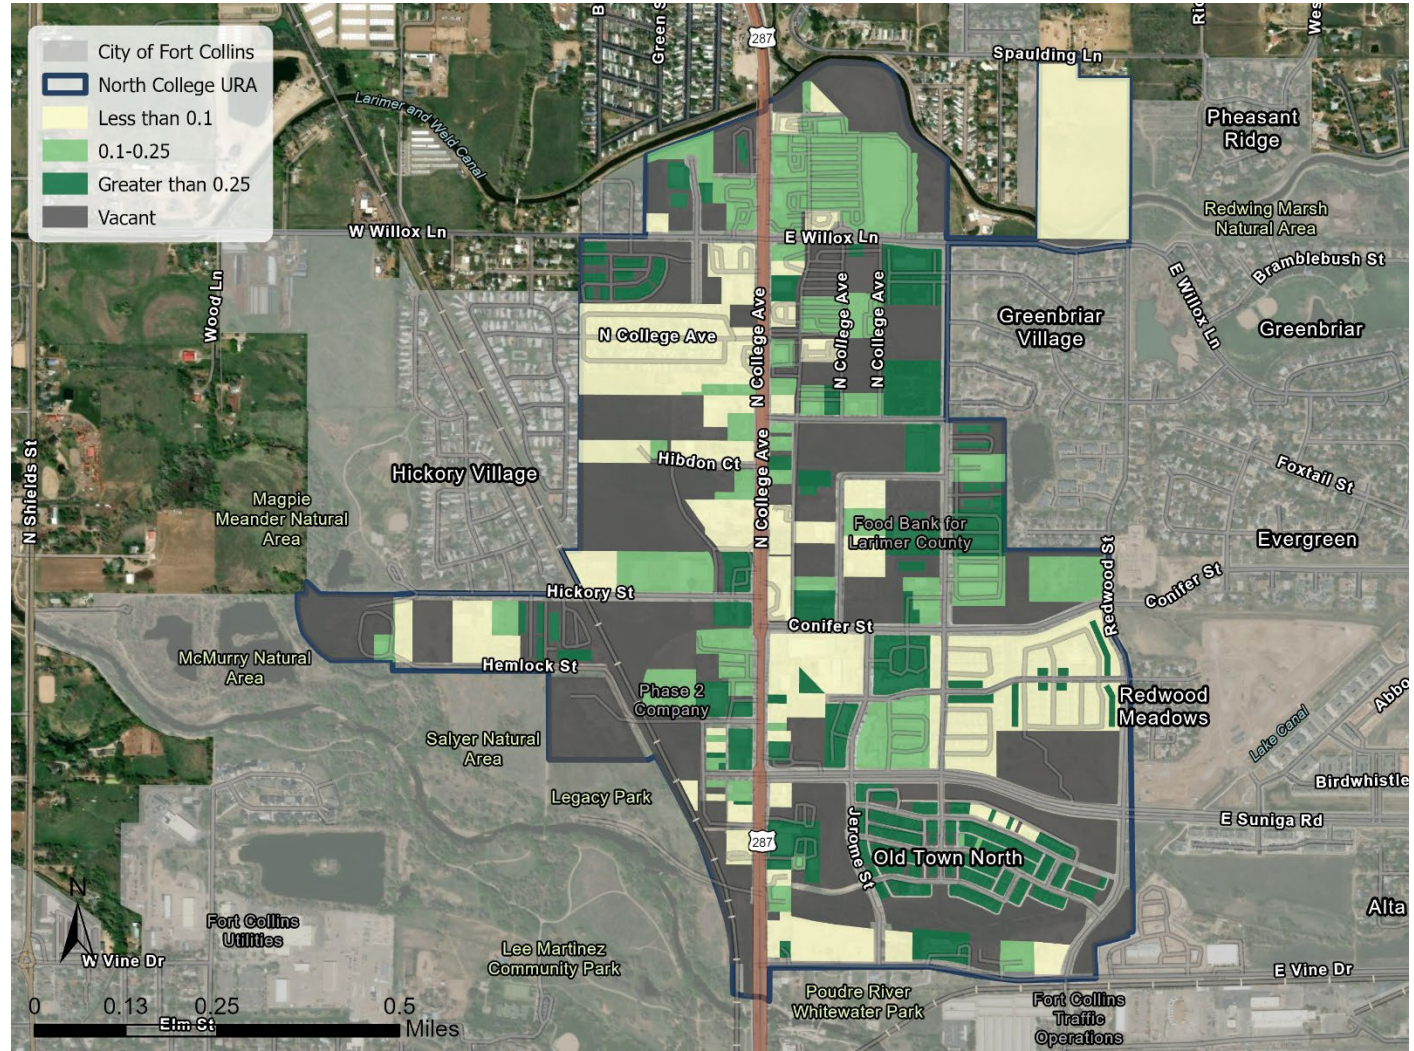 City of Fort Collins
North College URA
Less than 0.1
0.1-0.25
Greater than 0.25
Vacant
B
Green S
287
Spaulding Ln
Ric
Wes
Larimer and Weld Canal
Pheasant
Ridge
Redwing Marsh
Natural Area
W Willox Ln
E Willox Ln
Bramblebush St
E Willox Ln
Wood Ln
N College Ave
N College Ave
N College Ave
N College Ave
Greenbriar
Village
Greenbriar
N College Ave
Hibdon Ct
Hickory Village
N Shields St
Magpie
Meander Natural
Area
Foxtail St
Food Bank for
Larimer County
Evergreen
Redwood St
Conifer St
Hickory St
Conifer St
McMurry Natural
Area
Hemlock St
Phase 2
Company
Redwood
Meadows
Abbo
Lake Canal
Salyer Natural
Area
Birdwhistle
Legacy Park
E Suniga Rd
287
Jerome St
Old Town North
N
Fort Collins
Utilities
Alta
Lee Martinez
Community Park
W Vine Dr
E Vine Dr
Poudre River
Whitewater Park
Fort Collins
Traffic
Operations
0 0.13 0.25 0.5
Miles
Elm St